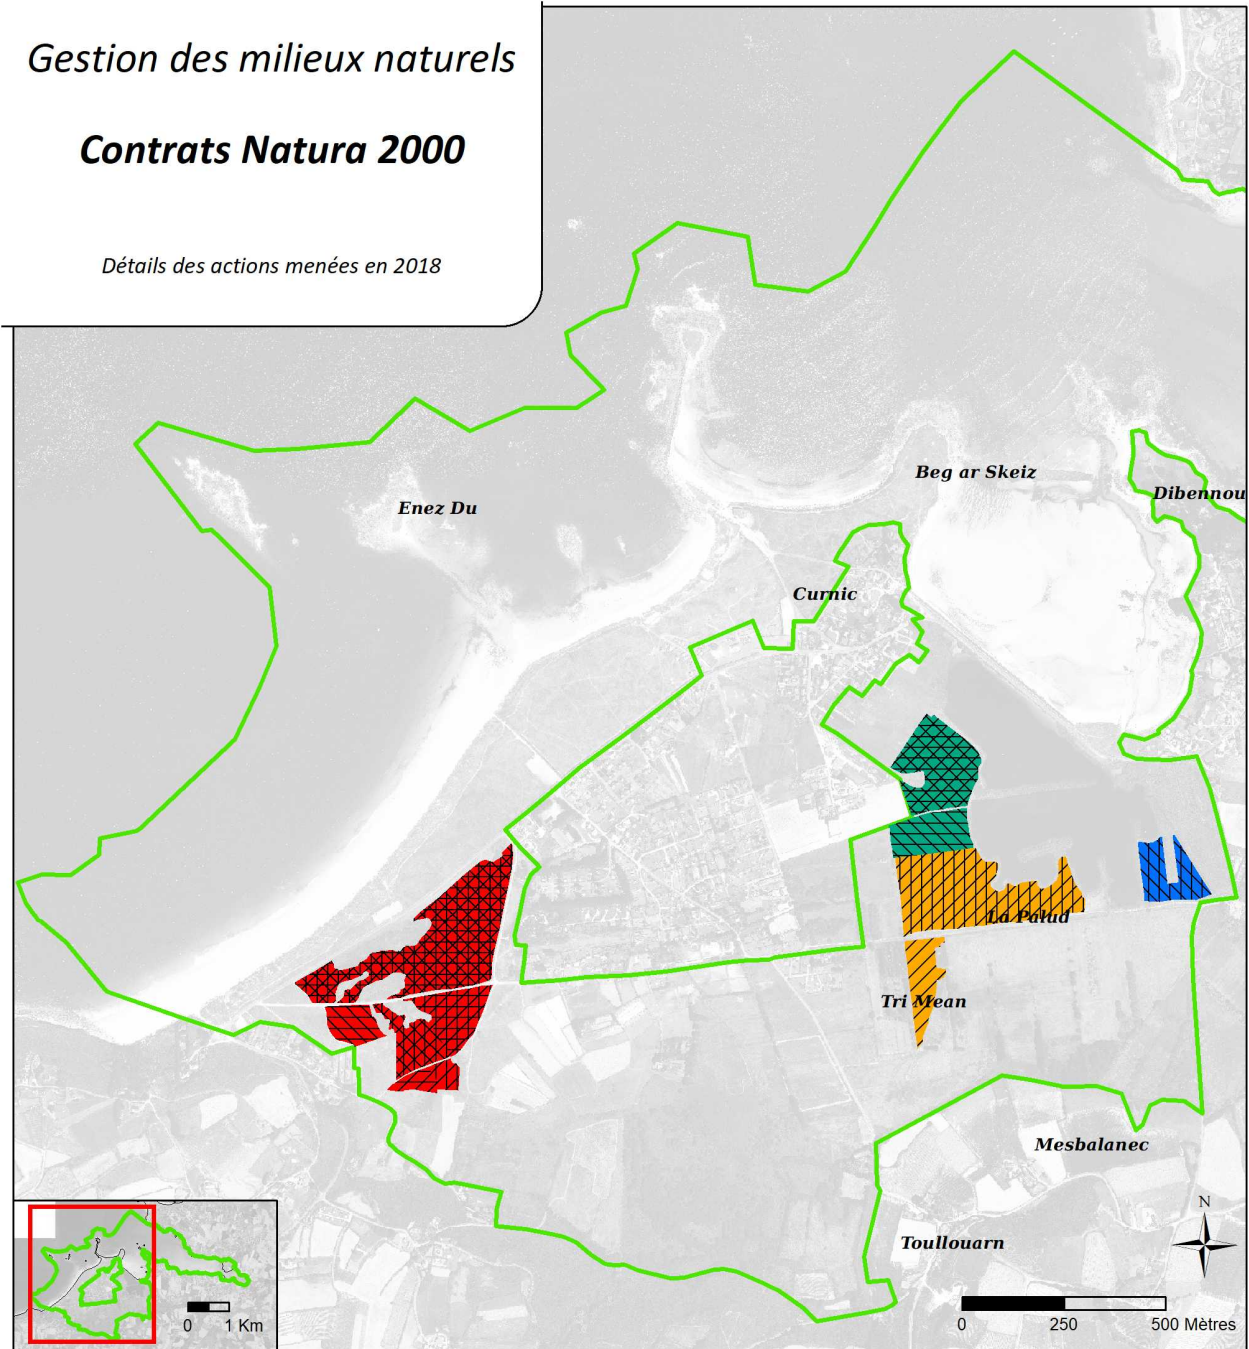 Gestion des milieux naturels
Contrats Natura 2000
Détails des actions menées en 2018
Beg ar Skeiz
Dibennou
Enez Du
Curnic
La Palud
Tri Mean
Mesbalanec
N
Toullouarn
0 1 Km
0 250 500 Mètres